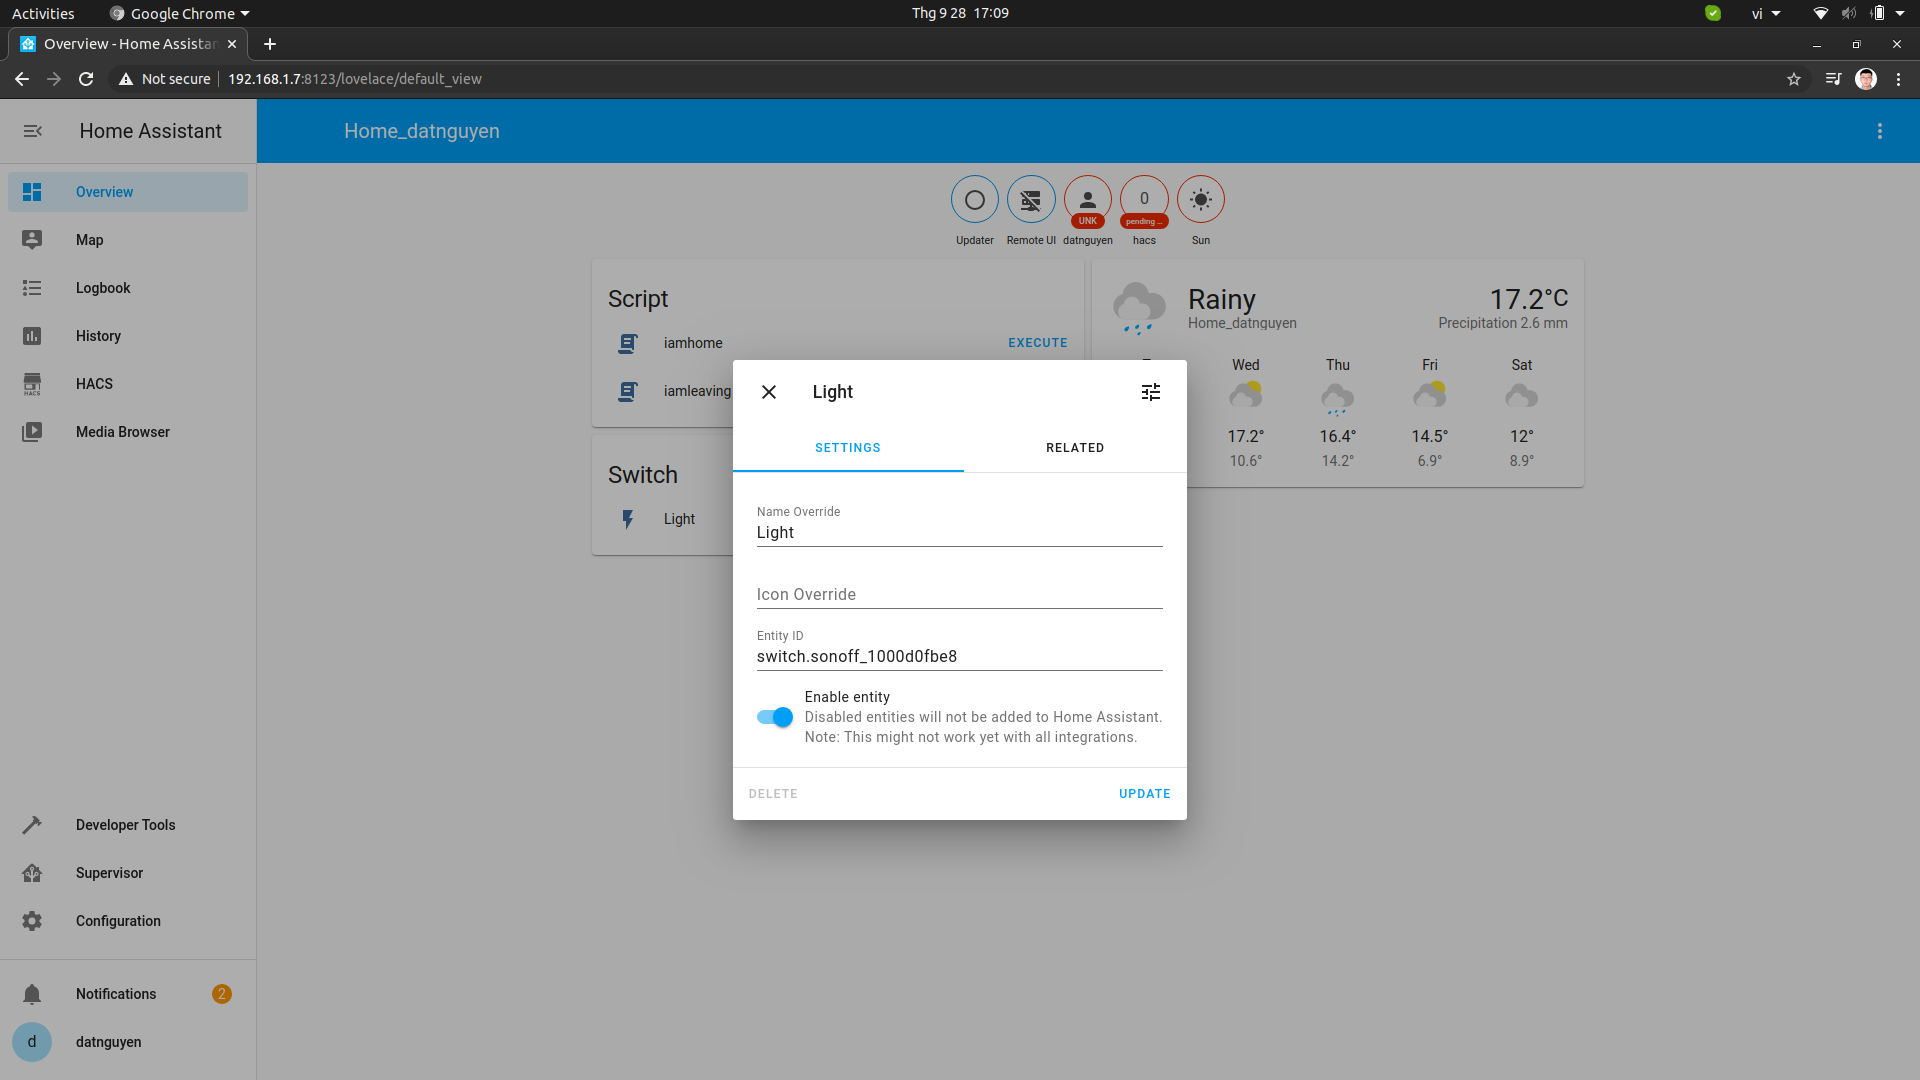 Activities
Google Chrome
Thg 9 28 17:09
vi
Overview - Home Assistan
Not secure
192.168.1.7:8123/lovelace/default_view
Home Assistant
Home_datnguyen
Overview
Map
Logbook
History
HACS
HACS
Media Browser
Developer Tools
Supervisor
Configuration
Notifications
2
d
datnguyen
UNK
0
pending ...
Updater
Remote UI
datnguyen
hacs
Sun
Script
iamhome
EXECUTE
iamleaving
Switch
Light
Rainy
17.2°C
Home_datnguyen
Precipitation 2.6 mm
Wed
Thu
Fri
Sat
17.2°
16.4°
14.5°
12°
10.6°
14.2°
6.9°
8.9°
Light
SETTINGS
RELATED
Name Override
Light
Icon Override
Entity ID
switch.sonoff_1000d0fbe8
Enable entity
Disabled entities will not be added to Home Assistant.
Note: This might not work yet with all integrations.
DELETE
UPDATE